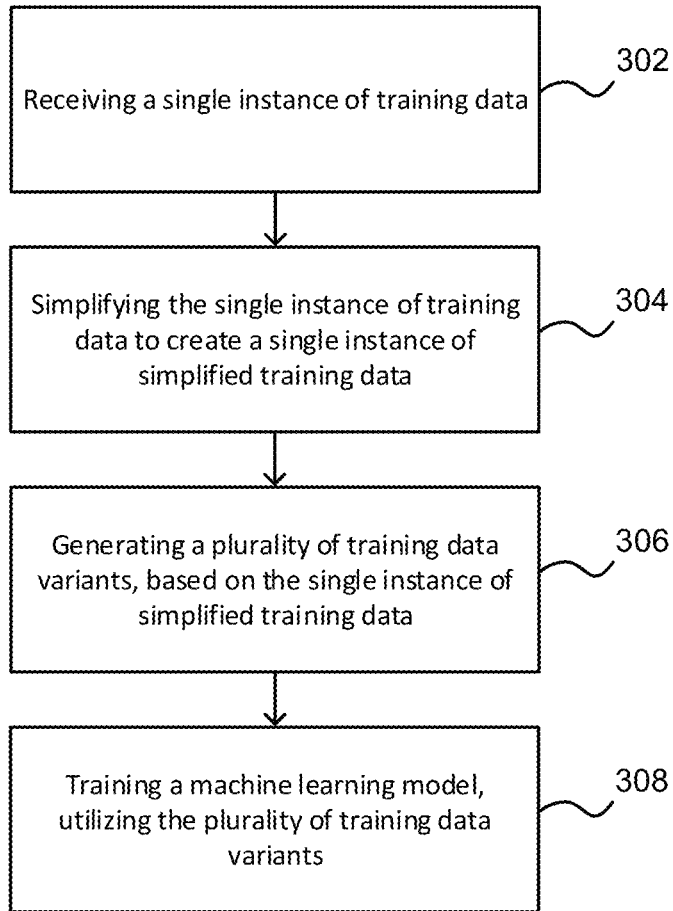 Receiving a single instance of training data
302
Simplifying the single instance of training
data to create a single instance of
simplified training data
304
Generating a plurality of training data
variants, based on the single instance of
simplified training data
306
Training a machine learning model,
utilizing the plurality of training data
variants
308